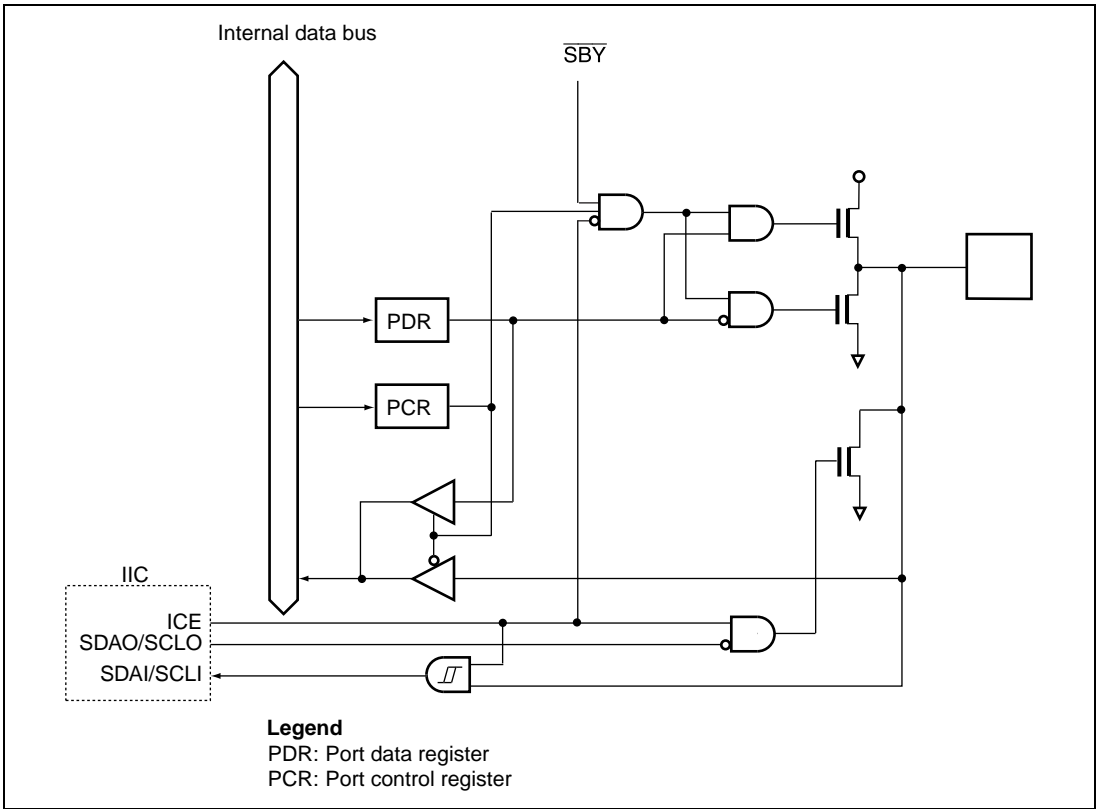 Internal data bus
SBY
PDR
PCR
IIC
ICE
SDAO/SCLO
SDAI/SCLI
Legend
PDR: Port data register
PCR: Port control register